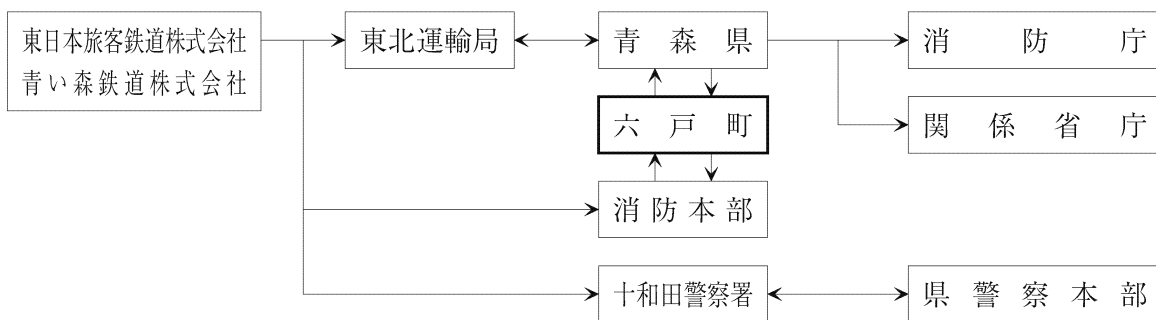 東日本旅客鉄道株式会社
青い森鉄道株式会社
東北運輸局
青森県
消防庁
六戸町
関係省庁
消防本部
十和田警察署
県警察本部